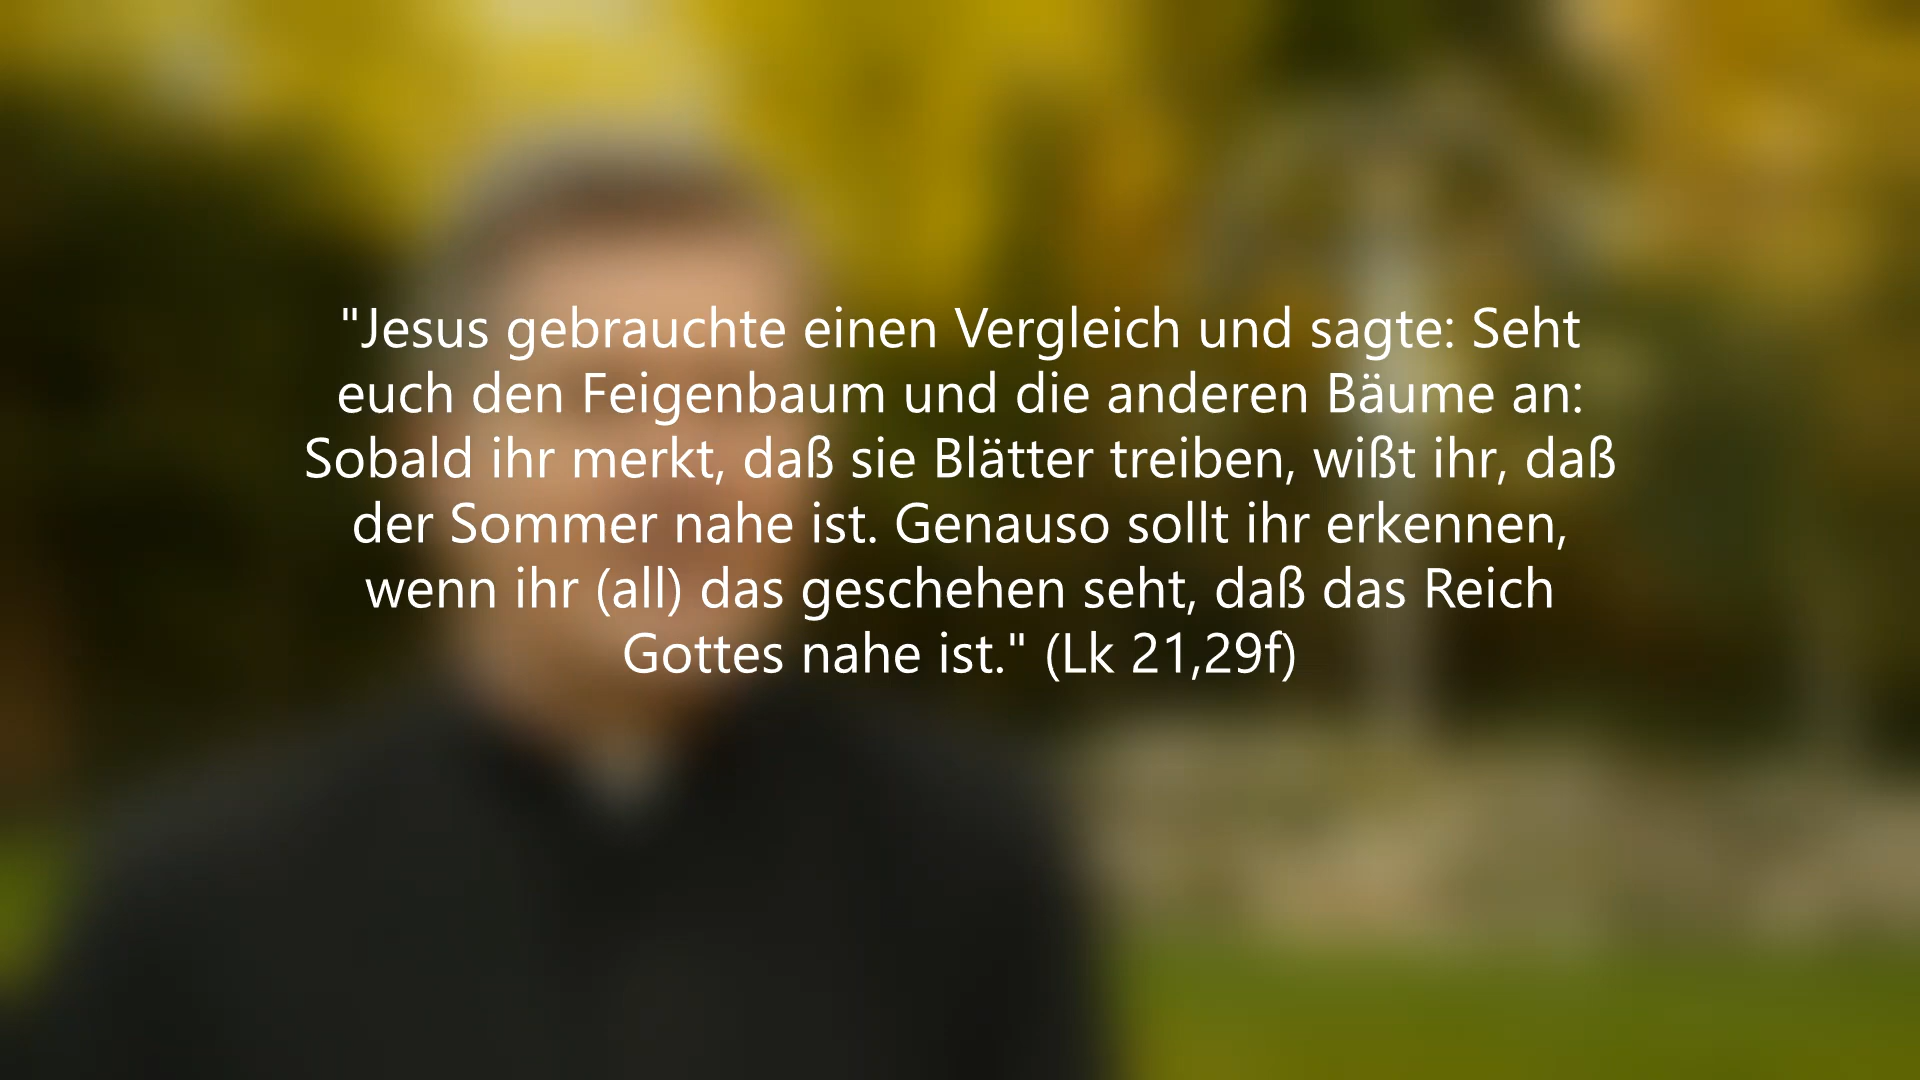 "Jesus gebrauchte einen Vergleich und sagte: Seht
euch den Feigenbaum und die anderen Bäume an:
Sobald ihr merkt, daß sie Blätter treiben, wißt ihr, daß
der Sommer nahe ist. Genauso sollt ihr erkennen,
wenn ihr (all) das geschehen seht, daß das Reich
Gottes nahe ist." (Lk 21,29f)